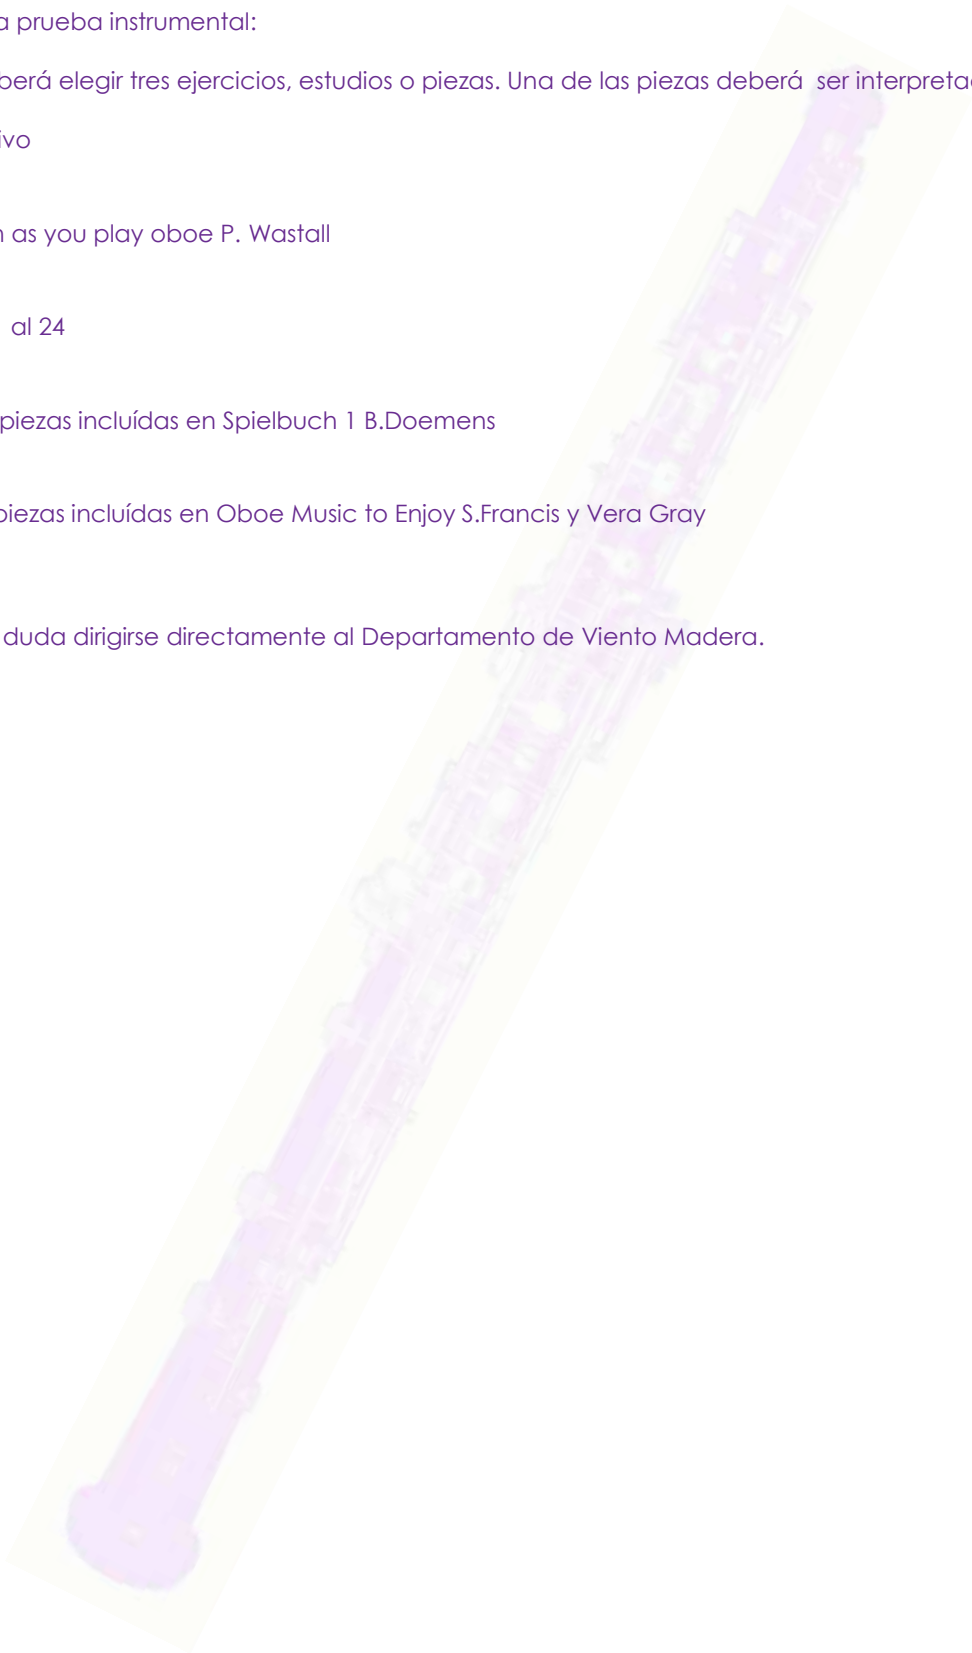 a prueba instrumental:
berá elegir tres ejercicios, estudios o piezas. Una de las piezas deberá ser interpretad
ivo
n as you play oboe P. Wastall
al 24
piezas incluídas en Spielbuch 1 B.Doemens
piezas incluídas en Oboe Music to Enjoy S.Francis y Vera Gray
duda dirigirse directamente al Departamento de Viento Madera.